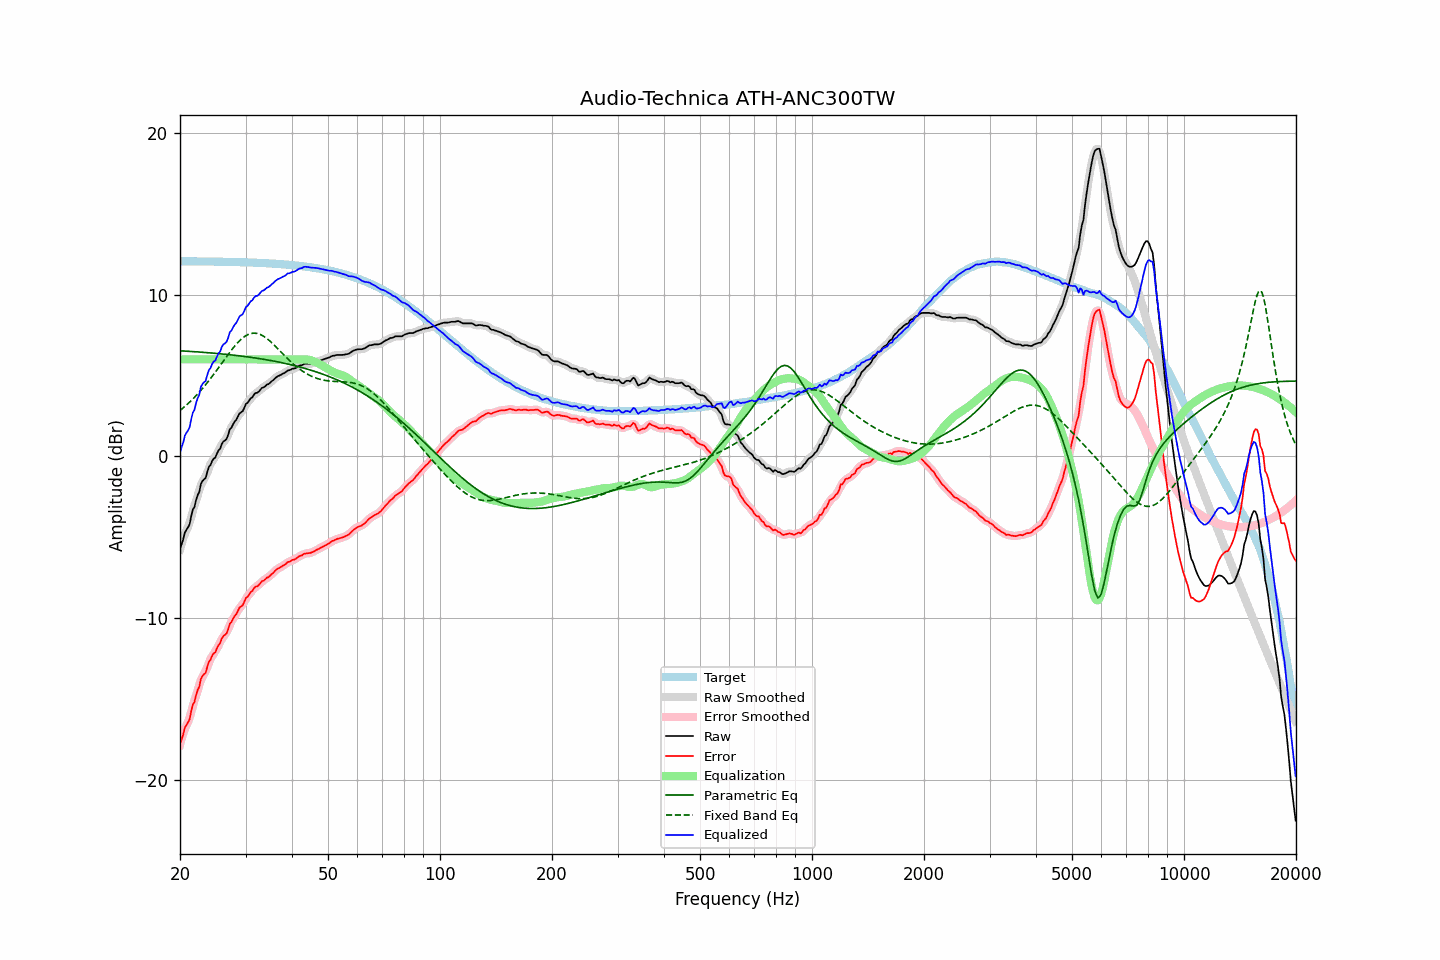 Audio-Technica ATH-ANC300TW
Amplitude (dBr)
20
10
0
−10
−20
Target
Raw Smoothed
Error Smoothed
Raw
Error
Equalization
Parametric Eq
Fixed Band Eq
Equalized
20 50 100 200 500 1000 2000 5000 10000 20000
Frequency (Hz)